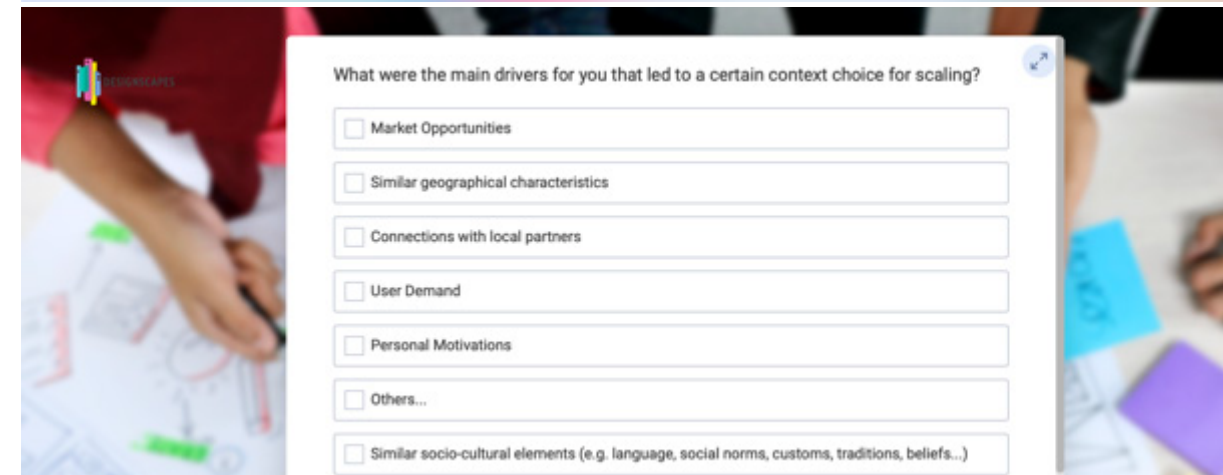 DESIGNSCAPES
What were the main drivers for you that led to a certain context choice for scaling?
Market Opportunities
Similar geographical characteristics
Connections with local partners
User Demand
Personal Motivations
Others...
Similar socio-cultural elements (e.g. language, social norms, customs, traditions, beliefs...)